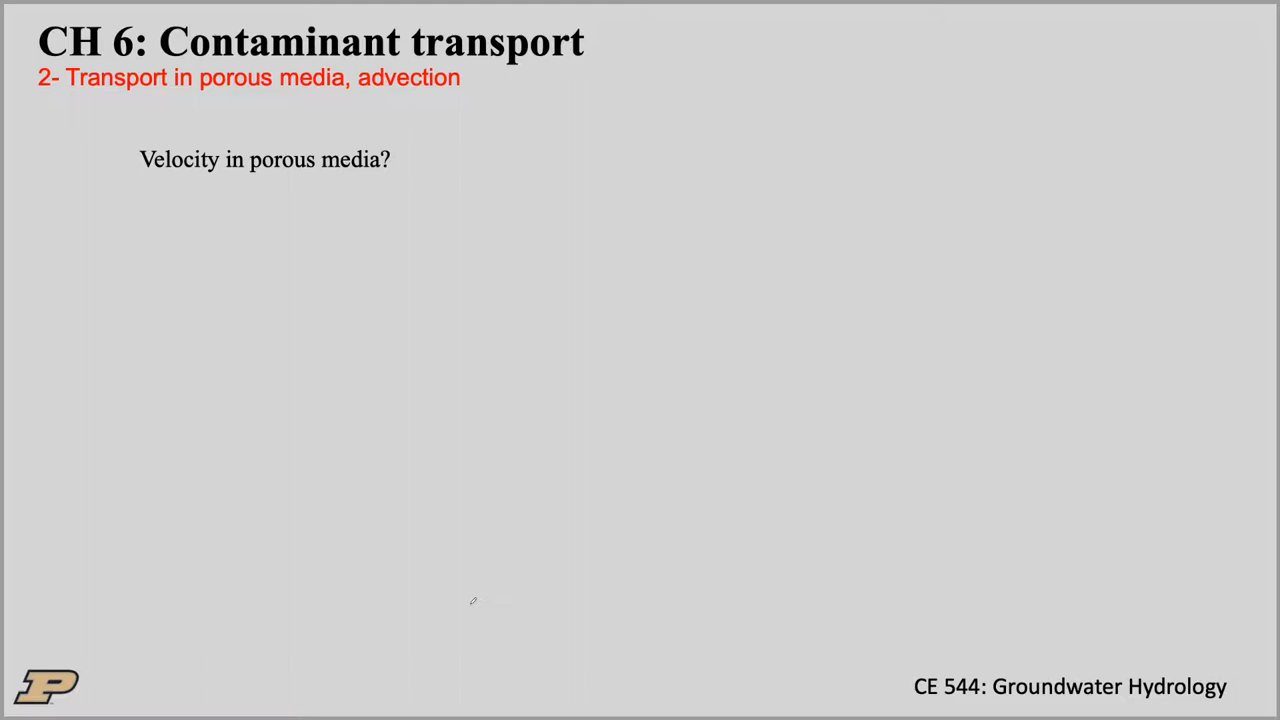 CH 6: Contaminant transport
2- Transport in porous media, advection
Velocity in porous media?
P
CE 544: Groundwater Hydrology